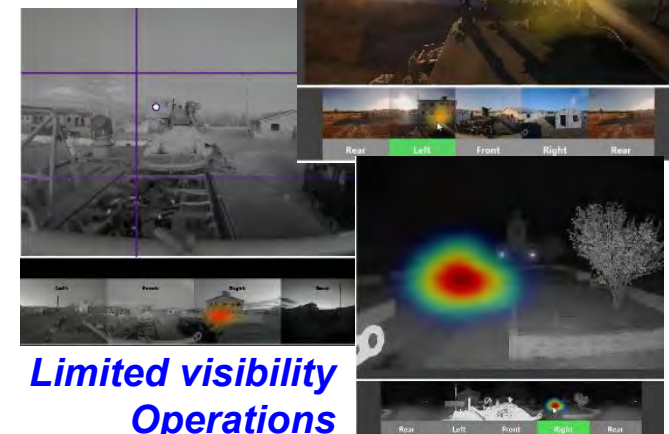 Rear Left Front Right Rear
Left Front Right Rear
Limited visibility
Operations
Rear Left Front Right Rear